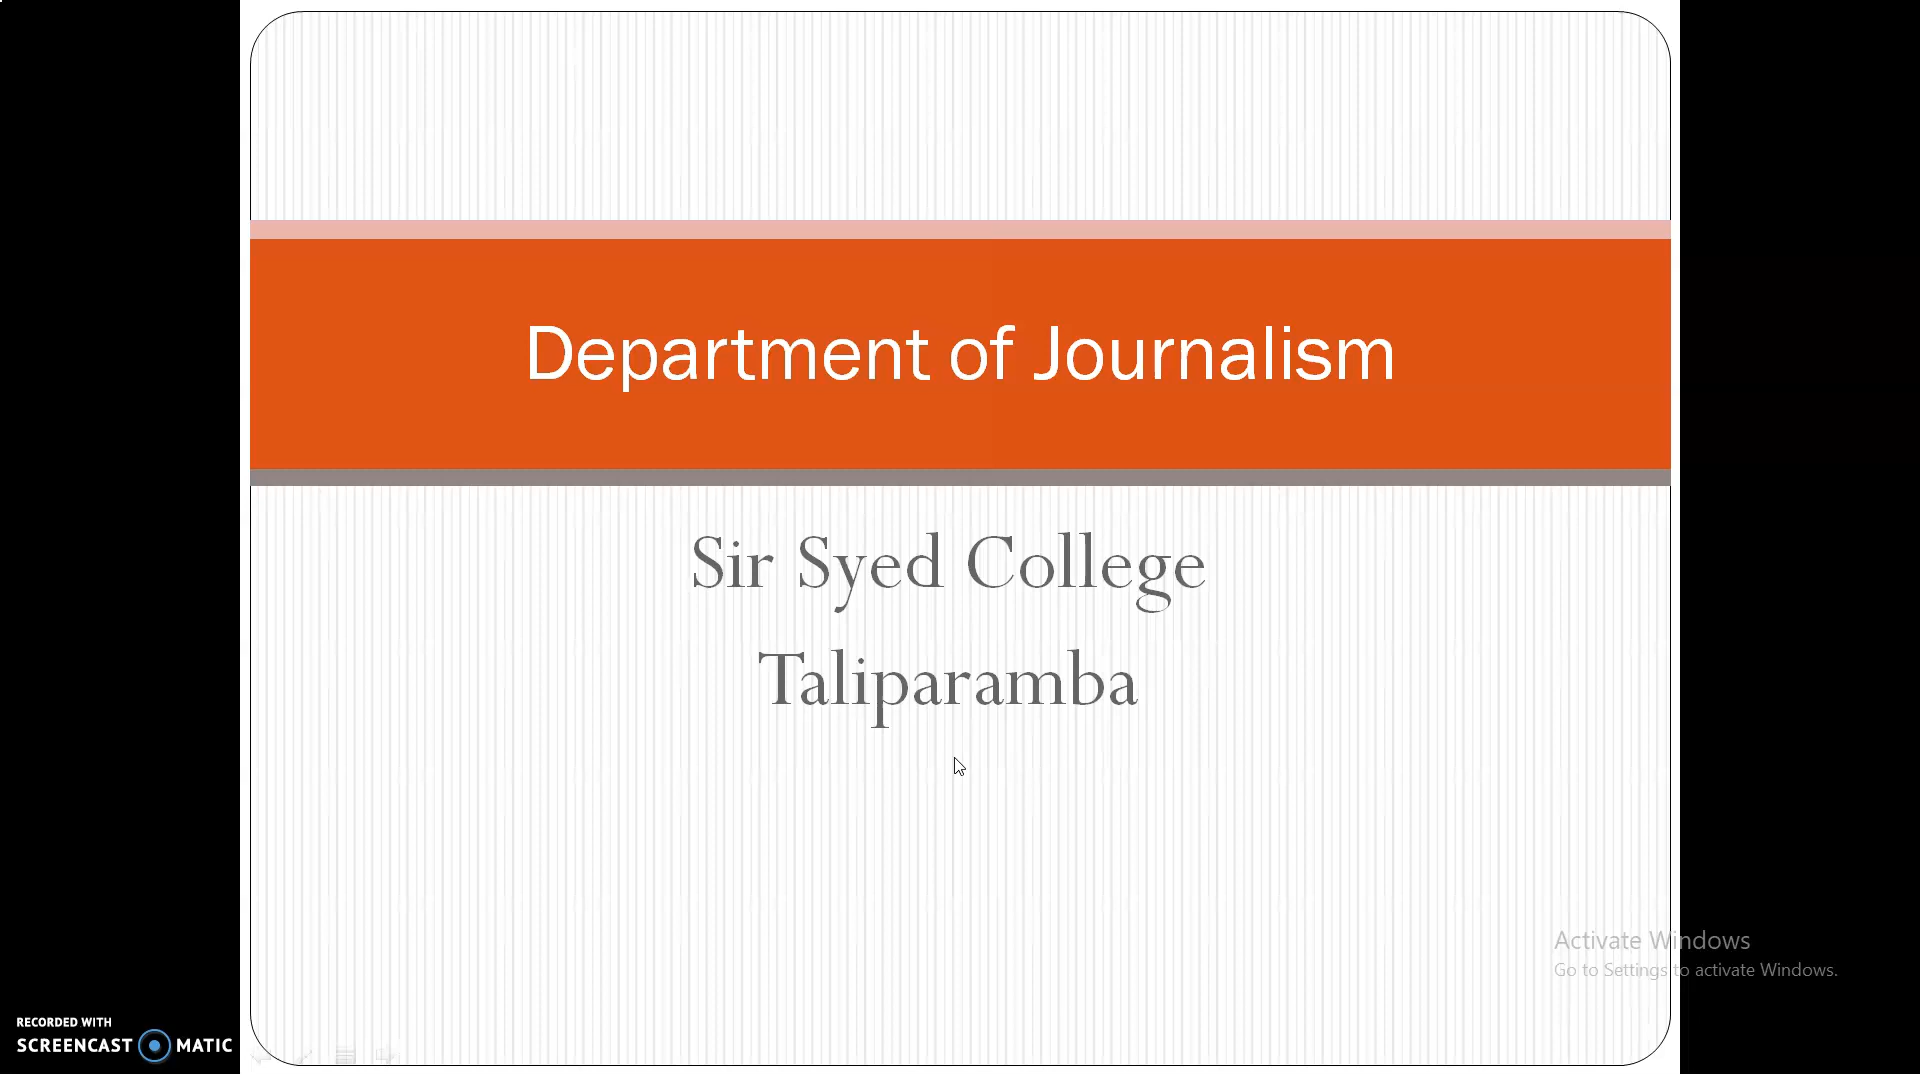 Department of Journalism
Sir Syed College
Taliparamba
Activate Windows
Go to Settings to activate Windows.
RECORDED WITH
SCREENCAST MATIC